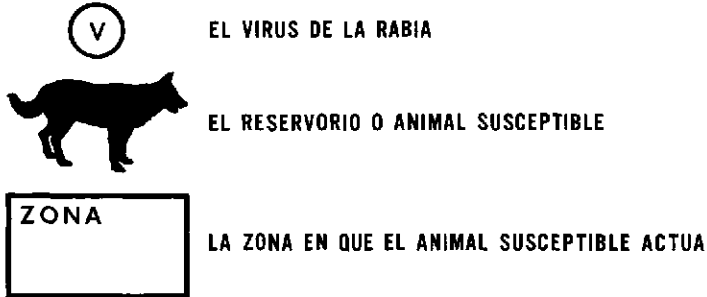 V EL VIRUS DE LA RABIA
EL RESERVORIO O ANIMAL SUSCEPTIBLE
ZONA
LA ZONA EN QUE EL ANIMAL SUSCEPTIBLE ACTUA